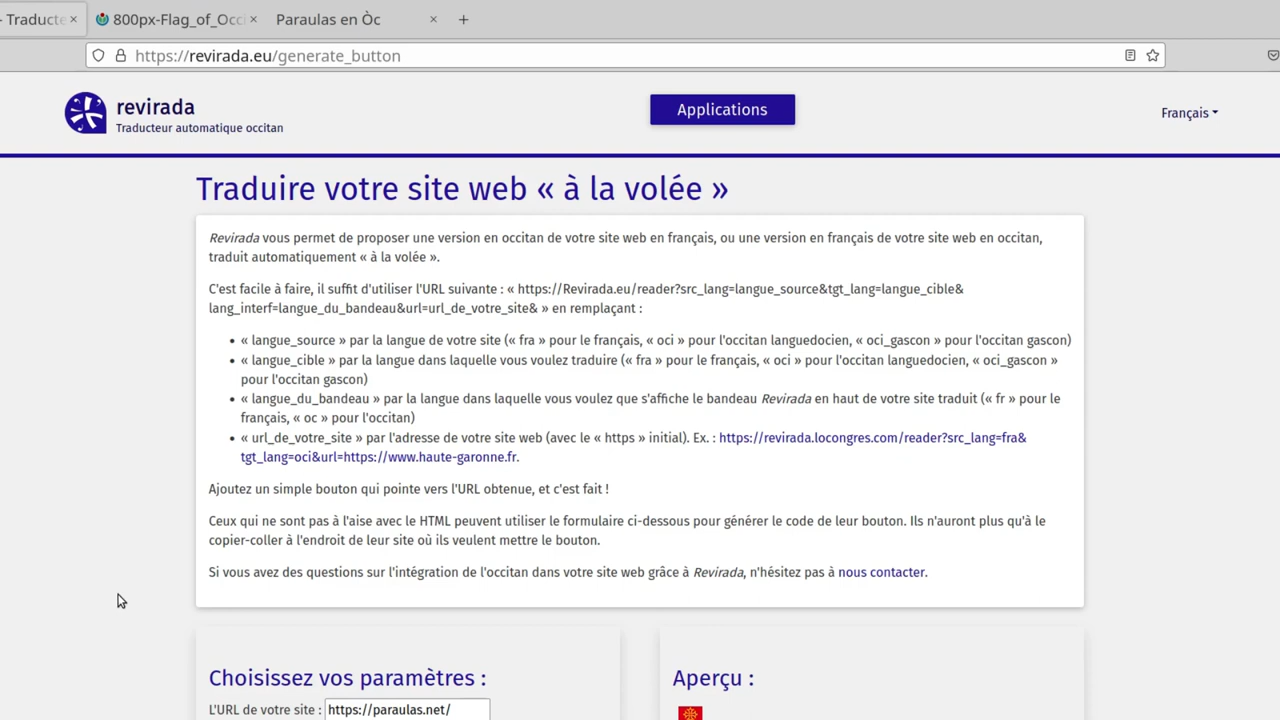 - Traducte
800px-Flag_of_Occi
Paraulas en Òc
https://revirada.eu/generate_button
revirada
Traducteur automatique occitan
Applications
Français
Traduire votre site web « à la volée »
Revirada vous permet de proposer une version en occitan de votre site web en français, ou une version en français de votre site web en occitan,
traduit automatiquement « à la volée ».
C'est facile à faire, il suffit d'utiliser l'URL suivante : « https://Revirada.eu/reader?src_lang=langue_source&tgt_lang=langue_cible&
lang_interf=langue_du_bandeau&url=url_de_votre_site& » en remplaçant :
• « langue_source » par la langue de votre site (« fra » pour le français, « oci » pour l'occitan languedocien, « oci_gascon » pour l'occitan gascon)
• « langue_cible » par la langue dans laquelle vous voulez traduire (« fra » pour le français, « oci » pour l'occitan languedocien, « oci_gascon »
pour l'occitan gascon)
• « langue_du_bandeau » par la langue dans laquelle vous voulez que s'affiche le bandeau Revirada en haut de votre site traduit (« fr » pour le
français, « oc » pour l'occitan)
• « url_de_votre_site » par l'adresse de votre site web (avec le « https » initial). Ex. : https://revirada.locongres.com/reader?src_lang=fra&
tgt_lang=oci&url=https://www.haute-garonne.fr.
Ajoutez un simple bouton qui pointe vers l'URL obtenue, et c'est fait !
Ceux qui ne sont pas à l'aise avec le HTML peuvent utiliser le formulaire ci-dessous pour générer le code de leur bouton. Ils n'auront plus qu'à le
copier-coller à l'endroit de leur site où ils veulent mettre le bouton.
Si vous avez des questions sur l'intégration de l'occitan dans votre site web grâce à Revirada, n'hésitez pas à nous contacter.
Choisissez vos paramètres :
L'URL de votre site : https://paraulas.net/
Aperçu :